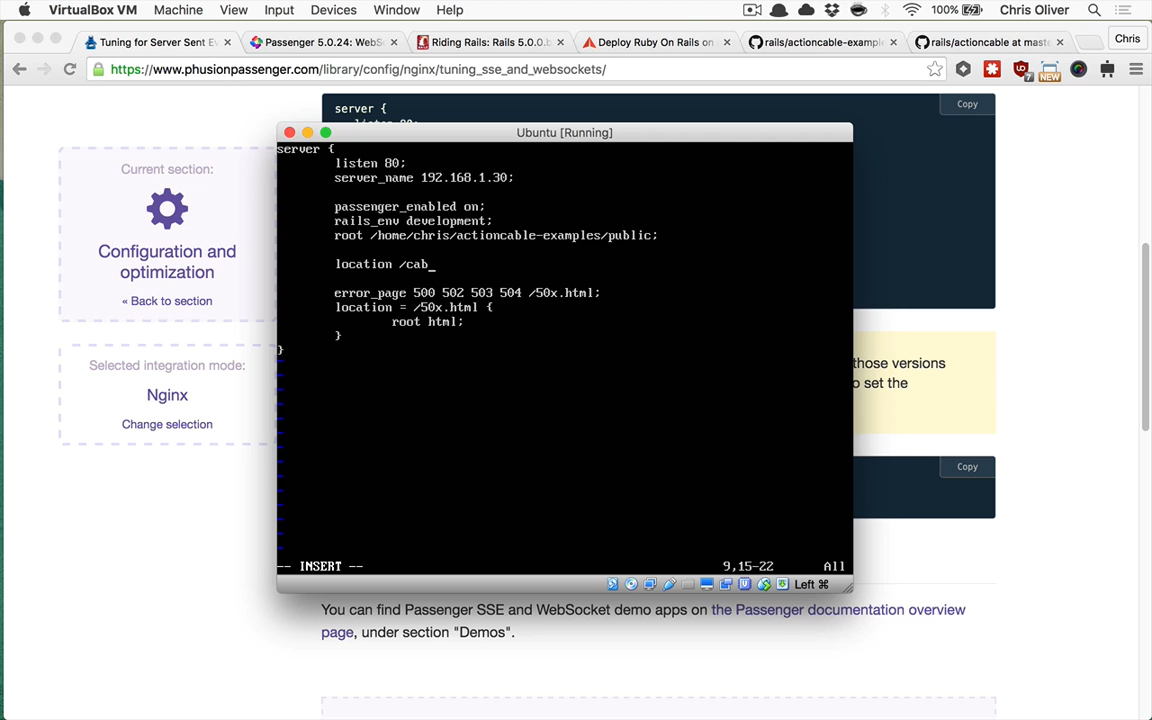 VirtualBox VM Machine View Input Devices Window Help 100% Chris Oliver
Tuning for Server Sent Ev Passenger 5.0.24: WebS Riding Rails: Rails 5.0.0.b Deploy Ruby On Rails on rails/actioncable-example rails/actioncable at maste Chris
https://www.phusionpassenger.com/library/config/nginx/tuning_sse_and_websockets/
7
NEW
server {
Copy
Ubuntu [Running]
server {
listen 80;
server_name 192.168.1.30;
passenger_enabled on;
rails_env development;
root /home/chris/actioncable-examples/public;
location /cab_
error_page 500 502 503 504 /50x.html;
location = /50x.html {
root html;
}
}
-- INSERT -- 9,15-22 All
Left ⌘
Current section:
Configuration and
optimization
« Back to section
Selected integration mode:
Nginx
Change selection
those versions
o set the
Copy
You can find Passenger SSE and WebSocket demo apps on the Passenger documentation overview
page, under section "Demos".